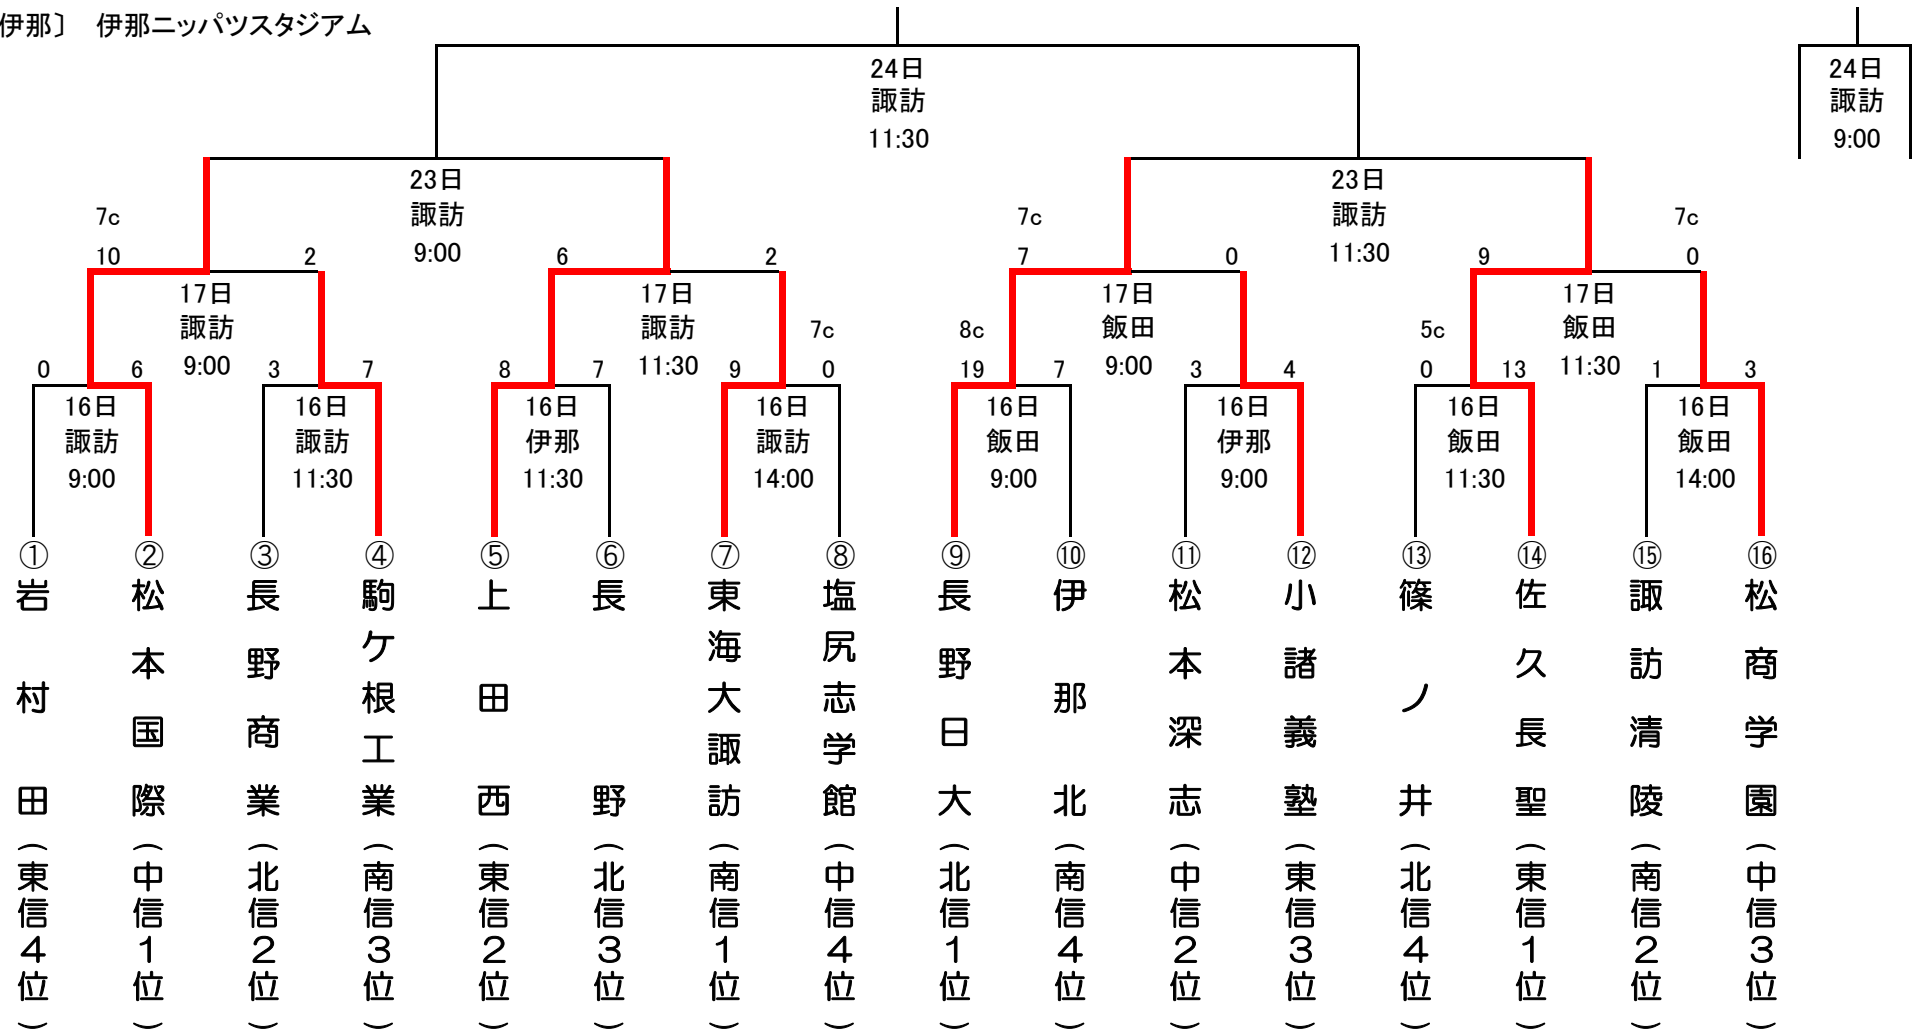 伊那〕 伊那ニッパツスタジアム
24日
諏訪
11:30
24日
諏訪
9:00
23日
諏訪
9:00
23日
諏訪
11:30
7c
10
2
6
2
7c
7
0
9
7c
0
17日
諏訪
9:00
17日
諏訪
11:30
17日
飯田
9:00
17日
飯田
11:30
0
6
3
7
8
7
9
7c
0
8c
19
7
3
4
5c
0
13
1
3
16日
諏訪
9:00
16日
諏訪
11:30
16日
伊那
11:30
16日
諏訪
14:00
16日
飯田
9:00
16日
伊那
9:00
16日
飯田
11:30
16日
飯田
14:00
①岩村田(東信4位)
②松本国際(中信1位)
③長野商業(北信2位)
④駒ケ根工業(南信3位)
⑤上田西(東信2位)
⑥長野(北信3位)
⑦東海大諏訪(南信1位)
⑧塩尻志学館(中信4位)
⑨長野日大(北信1位)
⑩伊那北(南信4位)
⑪松本深志(中信2位)
⑫小諸義塾(東信3位)
⑬篠ノ井(北信4位)
⑭佐久長聖(東信1位)
⑮諏訪清陵(南信2位)
⑯松商学園(中信3位)